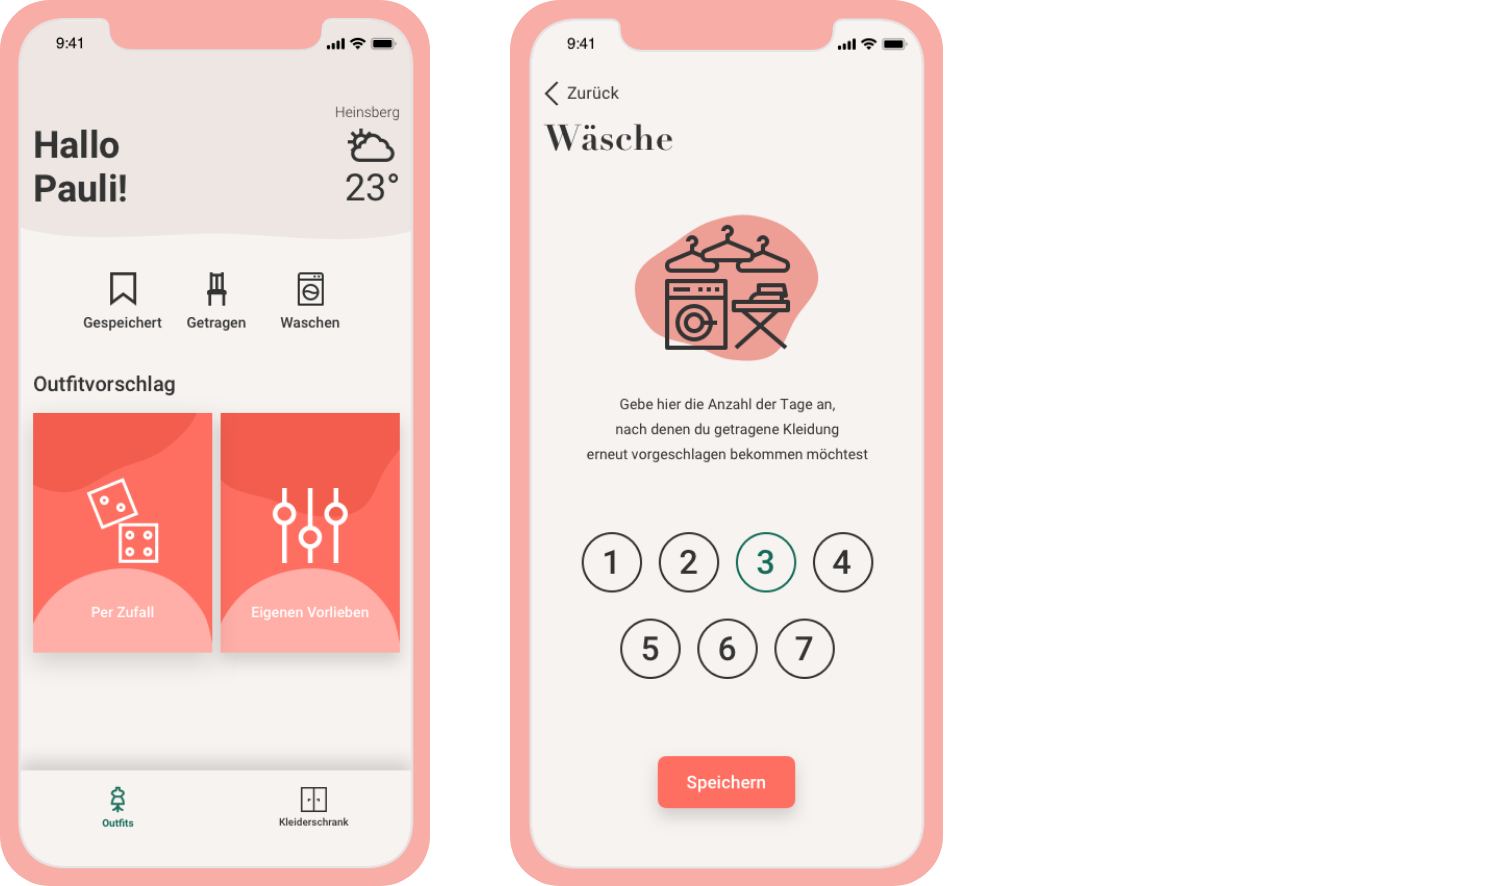 9:41
Heinsberg
Hallo
Pauli!
23°
Gespeichert
Getragen
Waschen
Outfitvorschlag
Per Zufall
Eigenen Vorlieben
Outfits
Kleiderschrank
9:41
Zurück
Wäsche
Gebe hier die Anzahl der Tage an,
nach denen du getragene Kleidung
erneut vorgeschlagen bekommen möchtest
1 2 3 4
5 6 7
Speichern